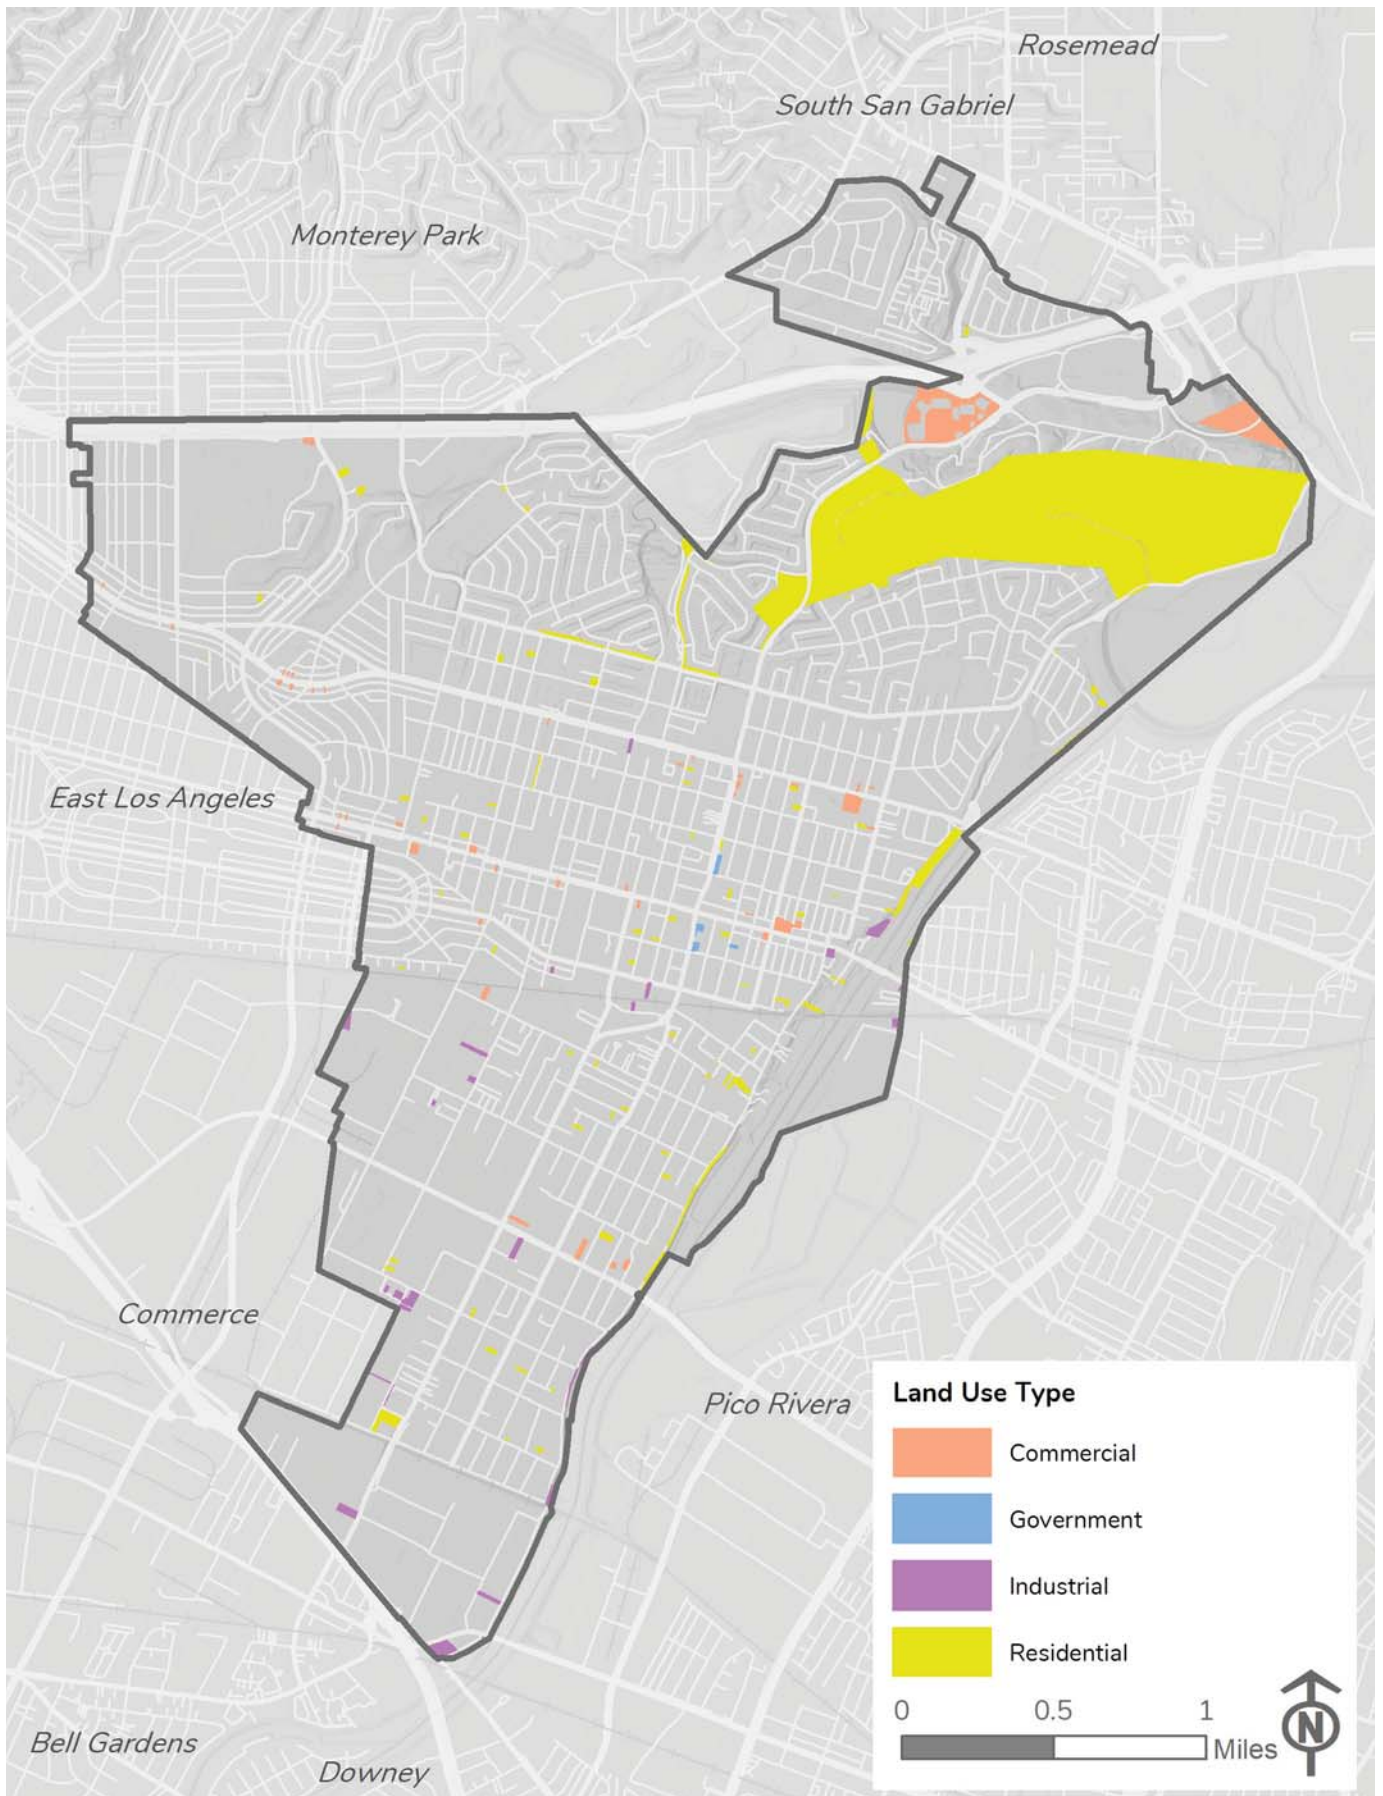 Rosemead
South San Gabriel
Monterey Park
East Los Angeles
Commerce
Pico Rivera
Land Use Type
Commercial
Government
Industrial
Residential
0 0.5 1
Miles
N
Bell Gardens
Downey